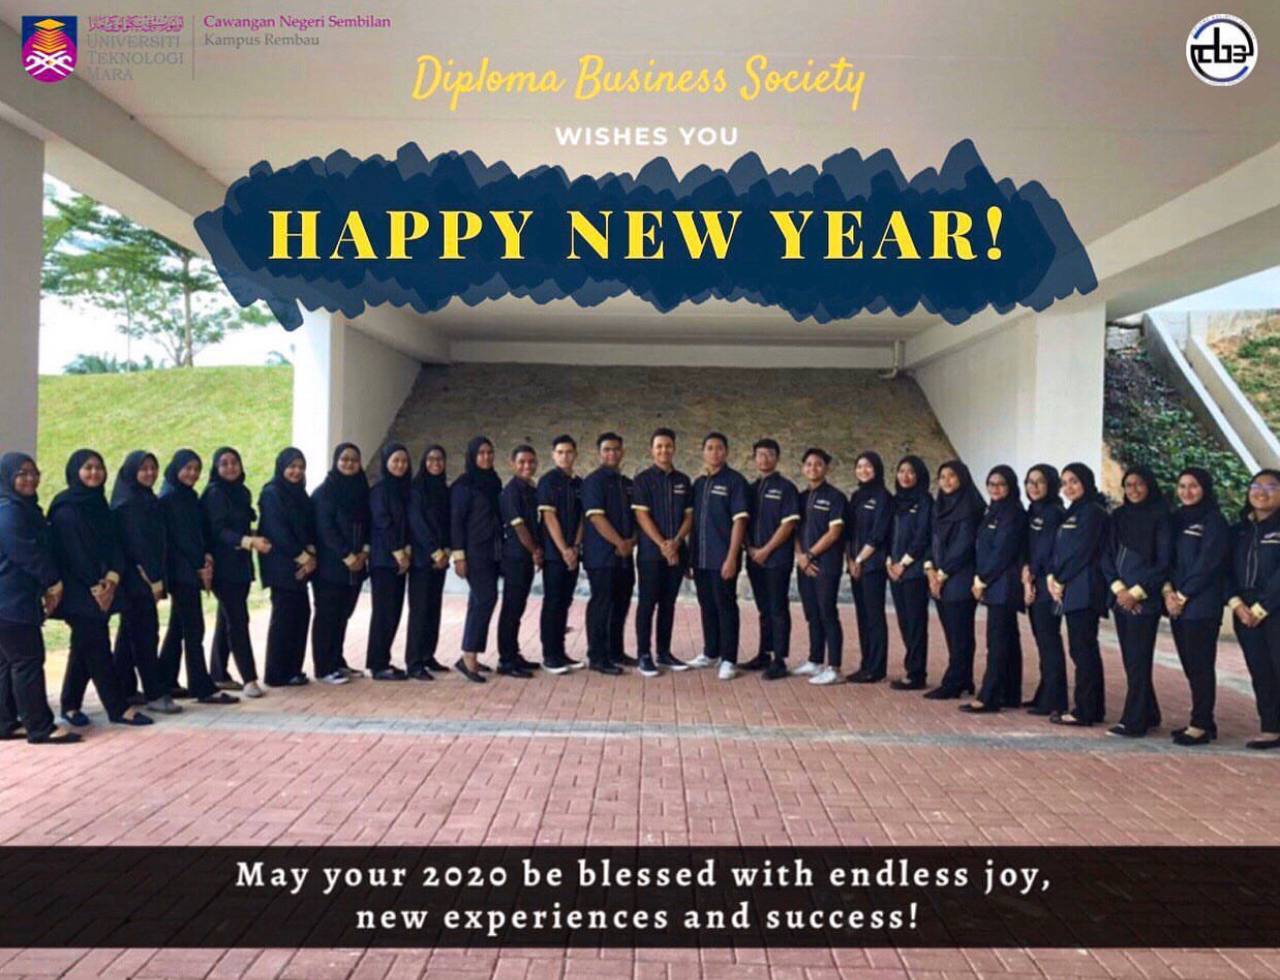 UNIVERSITI
TEKNOLOGI
MARA
Cawangan Negeri Sembilan
Kampus Rembau
Diploma Business Society
WISHES YOU
HAPPY NEW YEAR!
May your 2020 be blessed with endless joy,
new experiences and success!